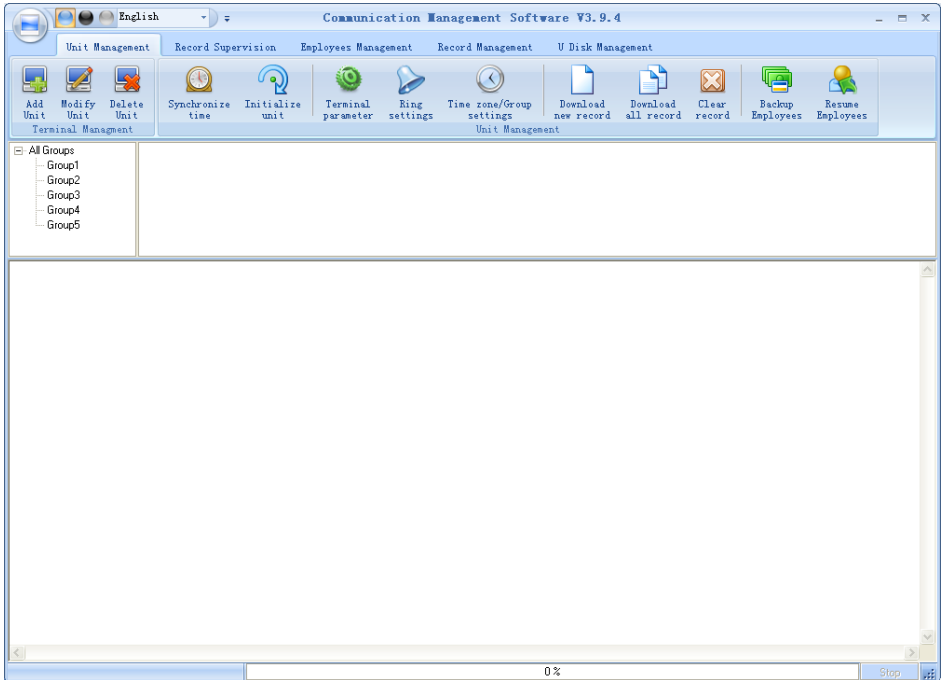 English
Communication Management Software V3.9.4
Unit Management
Record Supervision
Employees Management
Record Management
U Disk Management
Add
Unit
Modify
Unit
Delete
Unit
Synchronize
time
Initialize
unit
Terminal
parameter
Ring
settings
Time zone/Group
settings
Download
new record
Download
all record
Clear
record
Backup
Employees
Resume
Employees
Terminal Managment
Unit Management
All Groups
Group1
Group2
Group3
Group4
Group5
0%
Stop